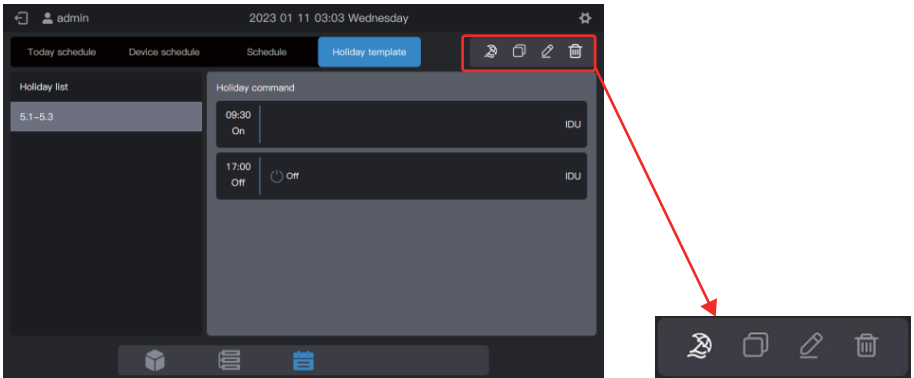 admin
2023 01 11 03:03 Wednesday
Today schedule
Device schedule
Schedule
Holiday template
Holiday list
5.1~5.3
Holiday command
09:30
On
IDU
17:00
Off
Off
IDU